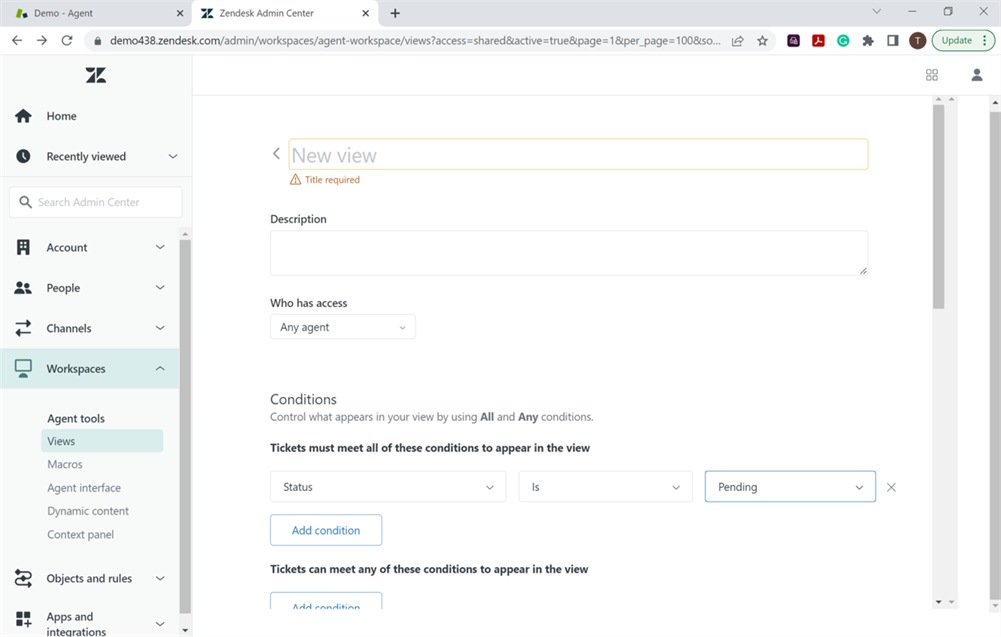 Demo - Agent
Zendesk Admin Center
demo438.zendesk.com/admin/workspaces/agent-workspace/views?access=shared&active=true&page=1&per_page=100&so...
T
Update
Home
Recently viewed
Search Admin Center
Account
People
Channels
Workspaces
Agent tools
Views
Macros
Agent interface
Dynamic content
Context panel
Objects and rules
Apps and
integrations
New view
Title required
Description
Who has access
Any agent
Conditions
Control what appears in your view by using All and Any conditions.
Tickets must meet all of these conditions to appear in the view
Status Is Pending
Add condition
Tickets can meet any of these conditions to appear in the view
Add condition